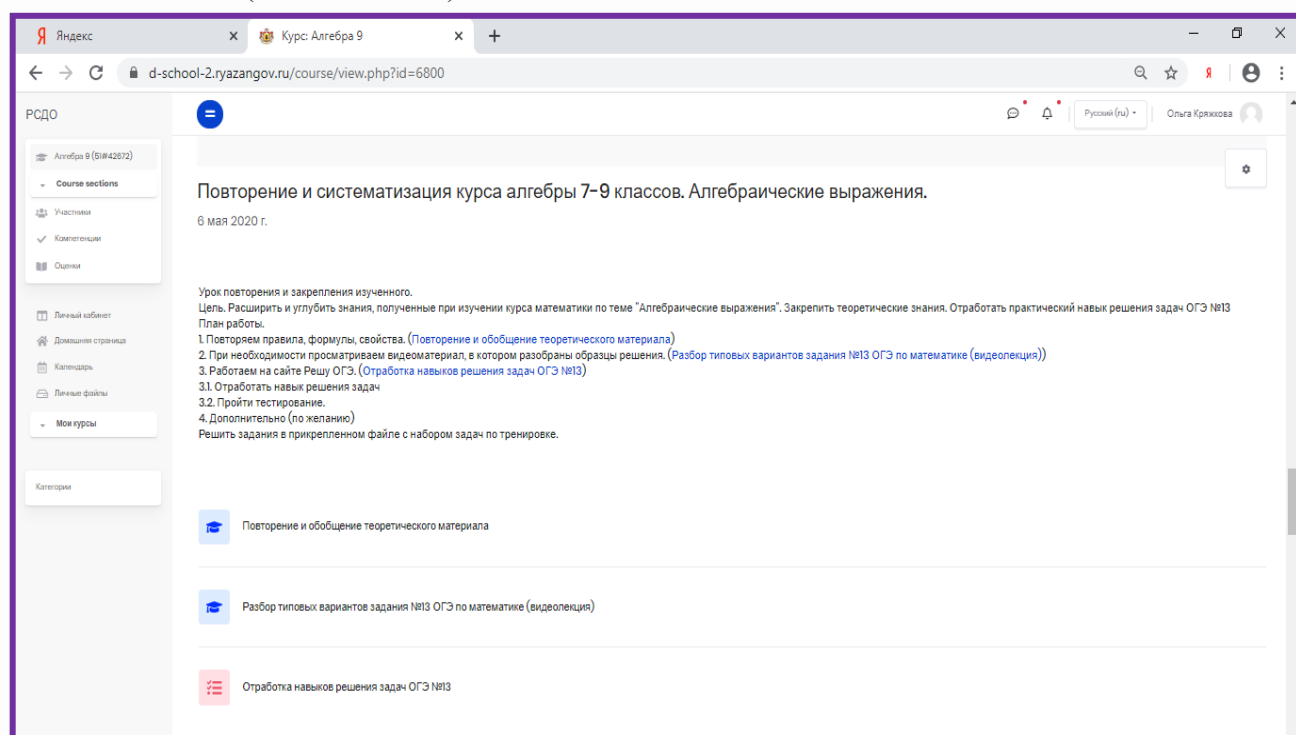 Яндекс
Курс: Алгебра 9
d-school-2.ryazangov.ru/course/view.php?id=6800
РСДО
Русский (ru)
Ольга Кряжкова
Алгебра 9 (51#42672)
Course sections
Участники
Компетенции
Оценки
Личный кабинет
Домашняя страница
Календарь
Личные файлы
Мои курсы
Категории
Повторение и систематизация курса алгебры 7-9 классов. Алгебраические выражения.
6 мая 2020 г.
Урок повторения и закрепления изученного.
Цель. Расширить и углубить знания, полученные при изучении курса математики по теме "Алгебраические выражения". Закрепить теоретические знания. Отработать практический навык решения задач ОГЭ №13
План работы.
1. Повторяем правила, формулы, свойства. (Повторение и обобщение теоретического материала)
2. При необходимости просматриваем видеоматериал, в котором разобраны образцы решения. (Разбор типовых вариантов задания №13 ОГЭ по математике (видеолекция))
3. Работаем на сайте Решу ОГЭ. (Отработка навыков решения задач ОГЭ №13)
3.1. Отработать навык решения задач
3.2. Пройти тестирование.
4. Дополнительно (по желанию)
Решить задания в прикрепленном файле с набором задач по тренировке.
Повторение и обобщение теоретического материала
Разбор типовых вариантов задания №13 ОГЭ по математике (видеолекция)
Отработка навыков решения задач ОГЭ №13